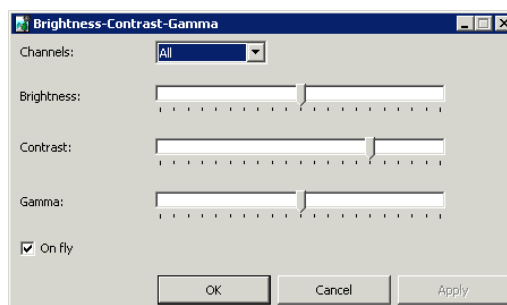 Brightness-Contrast-Gamma
Channels: All
Brightness:
Contrast:
Gamma:
On fly
OK Cancel Apply